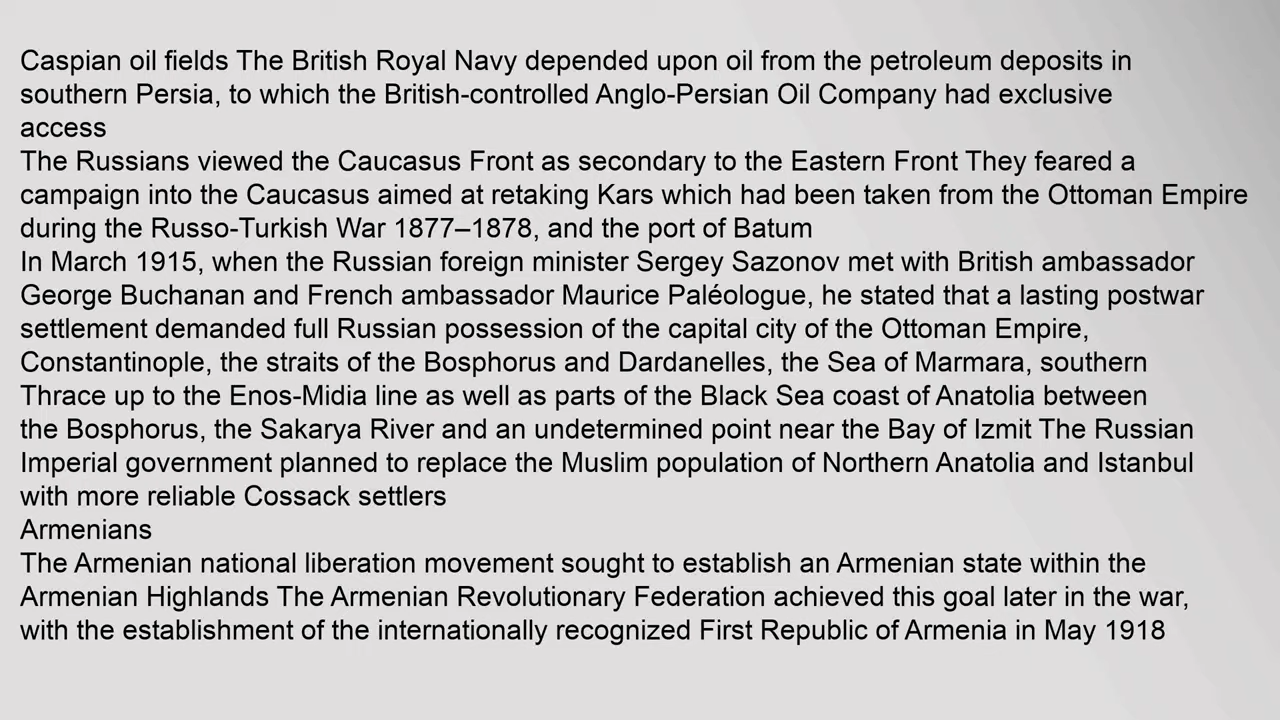 Caspian oil fields The British Royal Navy depended upon oil from the petroleum deposits in
southern Persia, to which the British-controlled Anglo-Persian Oil Company had exclusive
access
The Russians viewed the Caucasus Front as secondary to the Eastern Front They feared a
campaign into the Caucasus aimed at retaking Kars which had been taken from the Ottoman Empire
during the Russo-Turkish War 1877–1878, and the port of Batum
In March 1915, when the Russian foreign minister Sergey Sazonov met with British ambassador
George Buchanan and French ambassador Maurice Paléologue, he stated that a lasting postwar
settlement demanded full Russian possession of the capital city of the Ottoman Empire,
Constantinople, the straits of the Bosphorus and Dardanelles, the Sea of Marmara, southern
Thrace up to the Enos-Midia line as well as parts of the Black Sea coast of Anatolia between
the Bosphorus, the Sakarya River and an undetermined point near the Bay of Izmit The Russian
Imperial government planned to replace the Muslim population of Northern Anatolia and Istanbul
with more reliable Cossack settlers
Armenians
The Armenian national liberation movement sought to establish an Armenian state within the
Armenian Highlands The Armenian Revolutionary Federation achieved this goal later in the war,
with the establishment of the internationally recognized First Republic of Armenia in May 1918